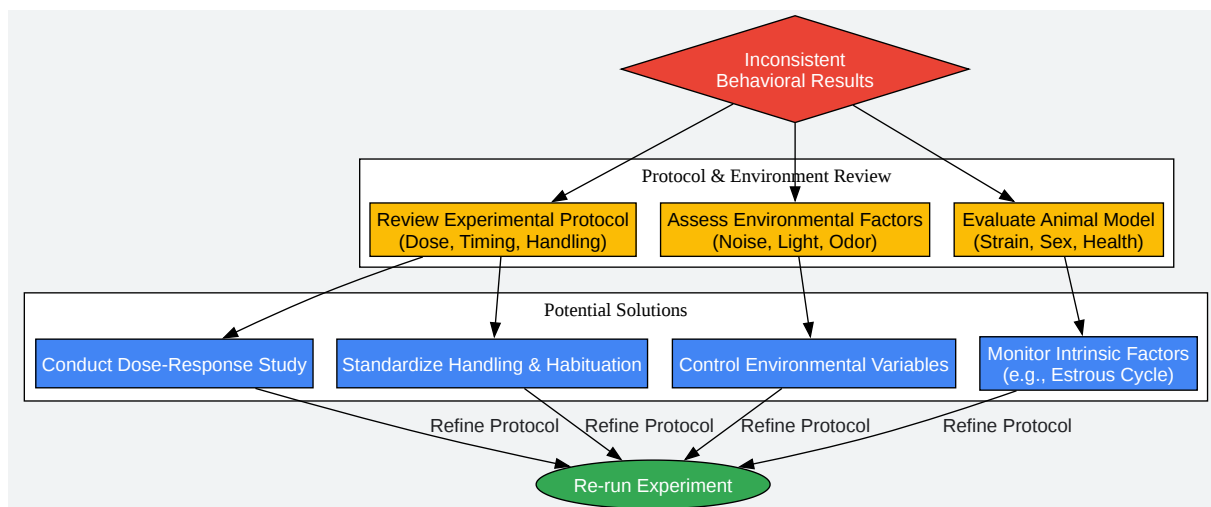 Inconsistent
Behavioral Results
Protocol & Environment Review
Review Experimental Protocol
(Dose, Timing, Handling)
Assess Environmental Factors
(Noise, Light, Odor)
Evaluate Animal Model
(Strain, Sex, Health)
Potential Solutions
Conduct Dose-Response Study
Standardize Handling & Habituation
Control Environmental Variables
Monitor Intrinsic Factors
(e.g., Estrous Cycle)
Refine Protocol
Refine Protocol
Refine Protocol
Refine Protocol
Re-run Experiment